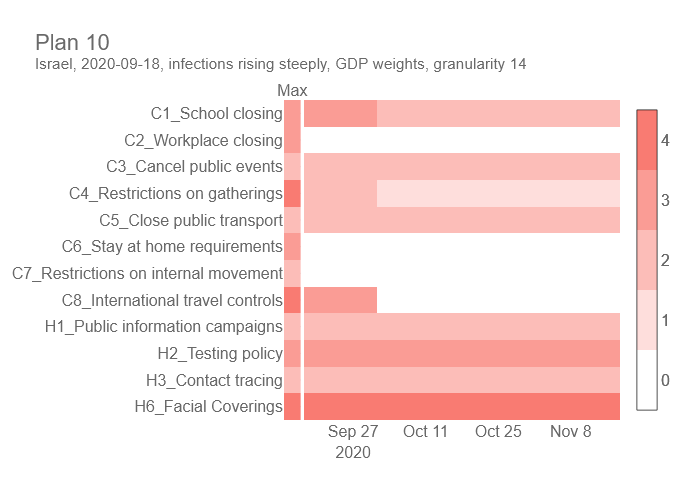 Plan 10
Israel, 2020-09-18, infections rising steeply, GDP weights, granularity 14
Max
C1_School closing
C2_Workplace closing
C3_Cancel public events
C4_Restrictions on gatherings
C5_Close public transport
C6_Stay at home requirements
C7_Restrictions on internal movement
C8_International travel controls
H1_Public information campaigns
H2_Testing policy
H3_Contact tracing
H6_Facial Coverings
Sep 27 Oct 11 Oct 25 Nov 8
2020
4
3
2
1
0